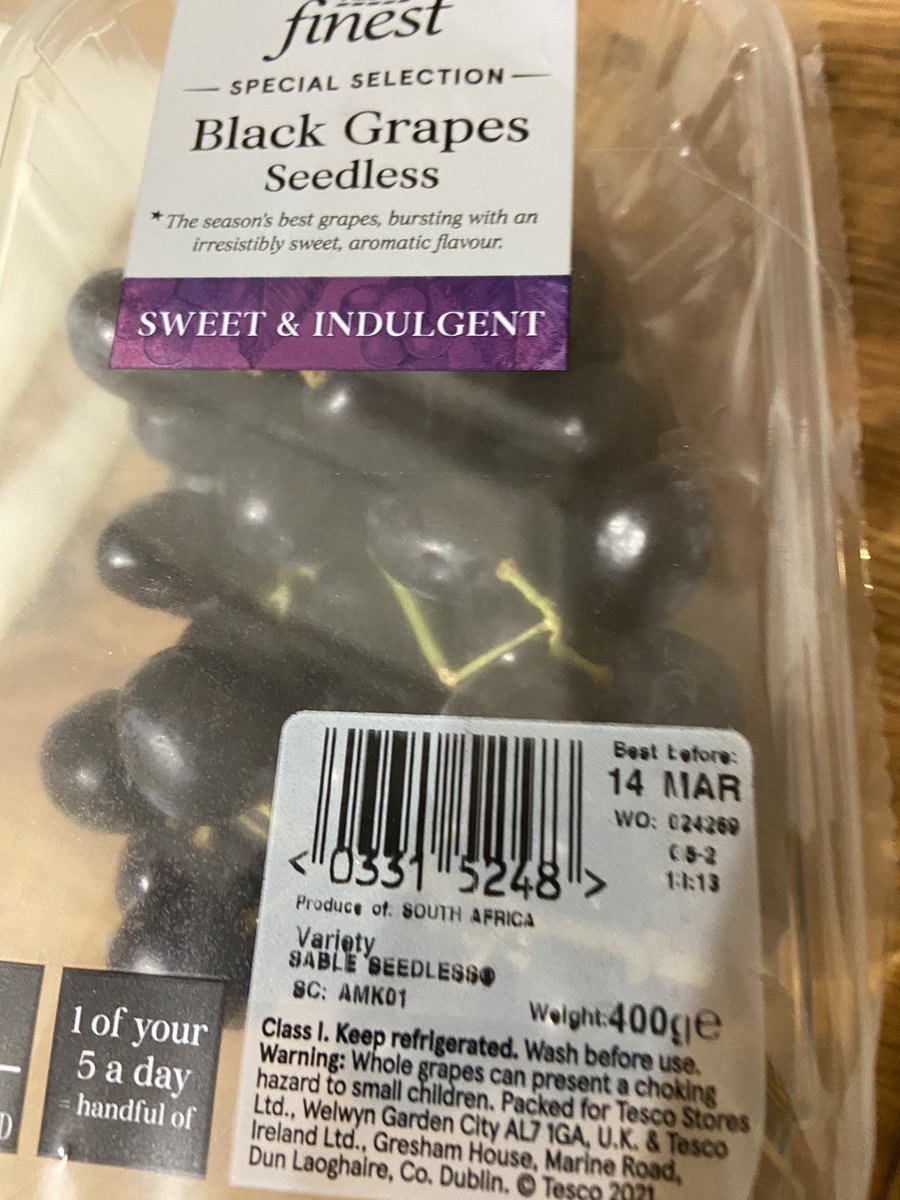 finest
SPECIAL SELECTION
Black Grapes
Seedless
*The season's best grapes, bursting with an
irresistibly sweet, aromatic flavour.
SWEET & INDULGENT
Best before:
14 MAR
WO: 024269
11:13
< 0331 5248 >
Produce of: SOUTH AFRICA
Variety
SABLE SEEDLESS®
SC: AMK01
Weight:400g℮
Class I. Keep refrigerated. Wash before use.
Warning: Whole grapes can present a choking
hazard to small children. Packed for Tesco Stores
Ltd., Welwyn Garden City AL7 1GA, U.K. & Tesco
Ireland Ltd., Gresham House, Marine Road,
Dun Laoghaire, Co. Dublin. © Tesco 2021
1 of your
5 a day
= handful of